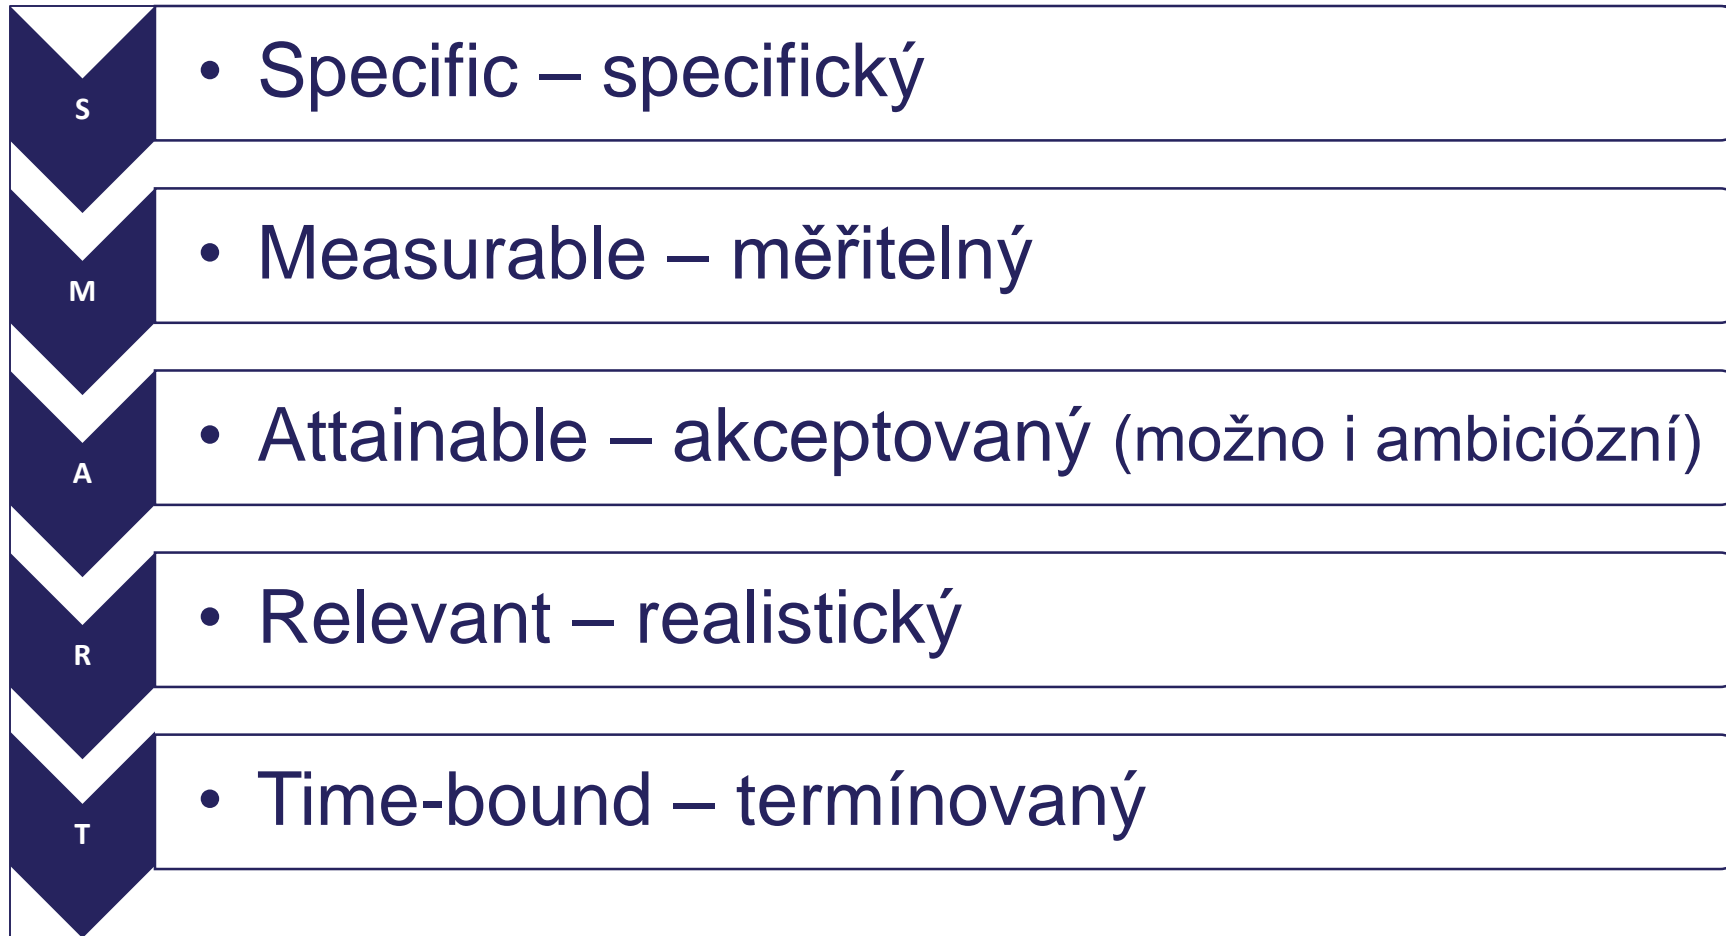 S
• Specific – specifický
M
• Measurable – měřitelný
A
• Attainable – akceptovaný (možno i ambiciózní)
R
• Relevant – realistický
T
• Time-bound – termínovaný